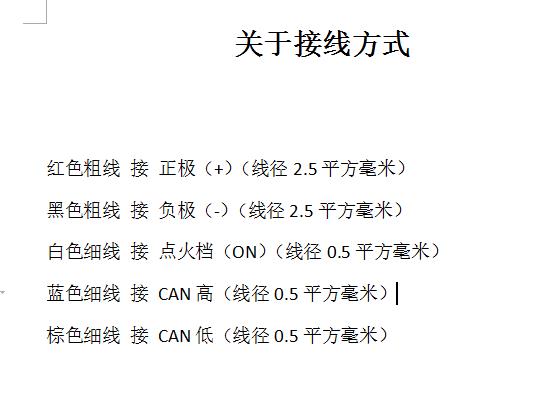 关于接线方式
红色粗线 接 正极（+）（线径 2.5 平方毫米）
黑色粗线 接 负极（-）（线径 2.5 平方毫米）
白色细线 接 点火档（ON）（线径 0.5 平方毫米）
蓝色细线 接 CAN 高（线径 0.5 平方毫米）
棕色细线 接 CAN 低（线径 0.5 平方毫米）